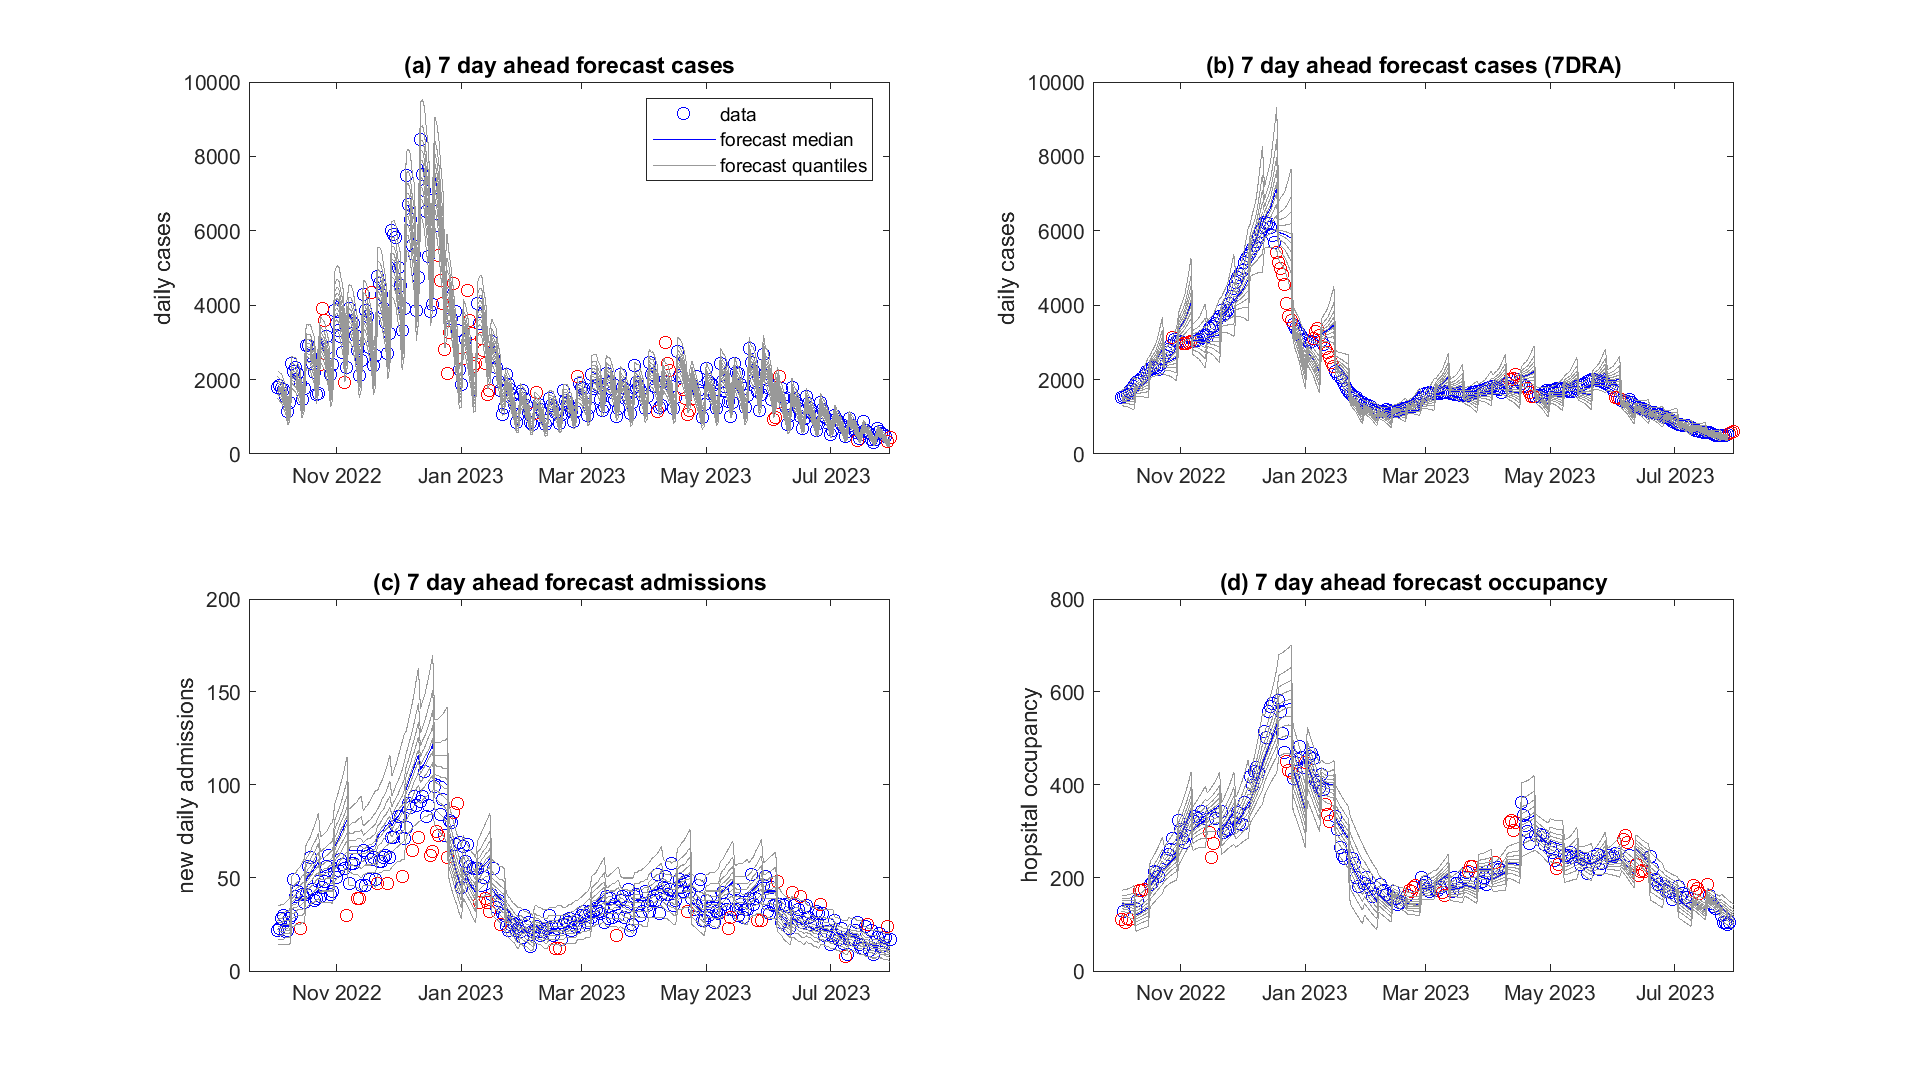 (a) 7 day ahead forecast cases
10000
8000
6000
4000
2000
0
daily cases
data
forecast median
forecast quantiles
Nov 2022 Jan 2023 Mar 2023 May 2023 Jul 2023
(b) 7 day ahead forecast cases (7DRA)
10000
8000
6000
4000
2000
0
daily cases
Nov 2022 Jan 2023 Mar 2023 May 2023 Jul 2023
(c) 7 day ahead forecast admissions
200
150
100
50
0
new daily admissions
Nov 2022 Jan 2023 Mar 2023 May 2023 Jul 2023
(d) 7 day ahead forecast occupancy
800
600
400
200
0
hopsital occupancy
Nov 2022 Jan 2023 Mar 2023 May 2023 Jul 2023